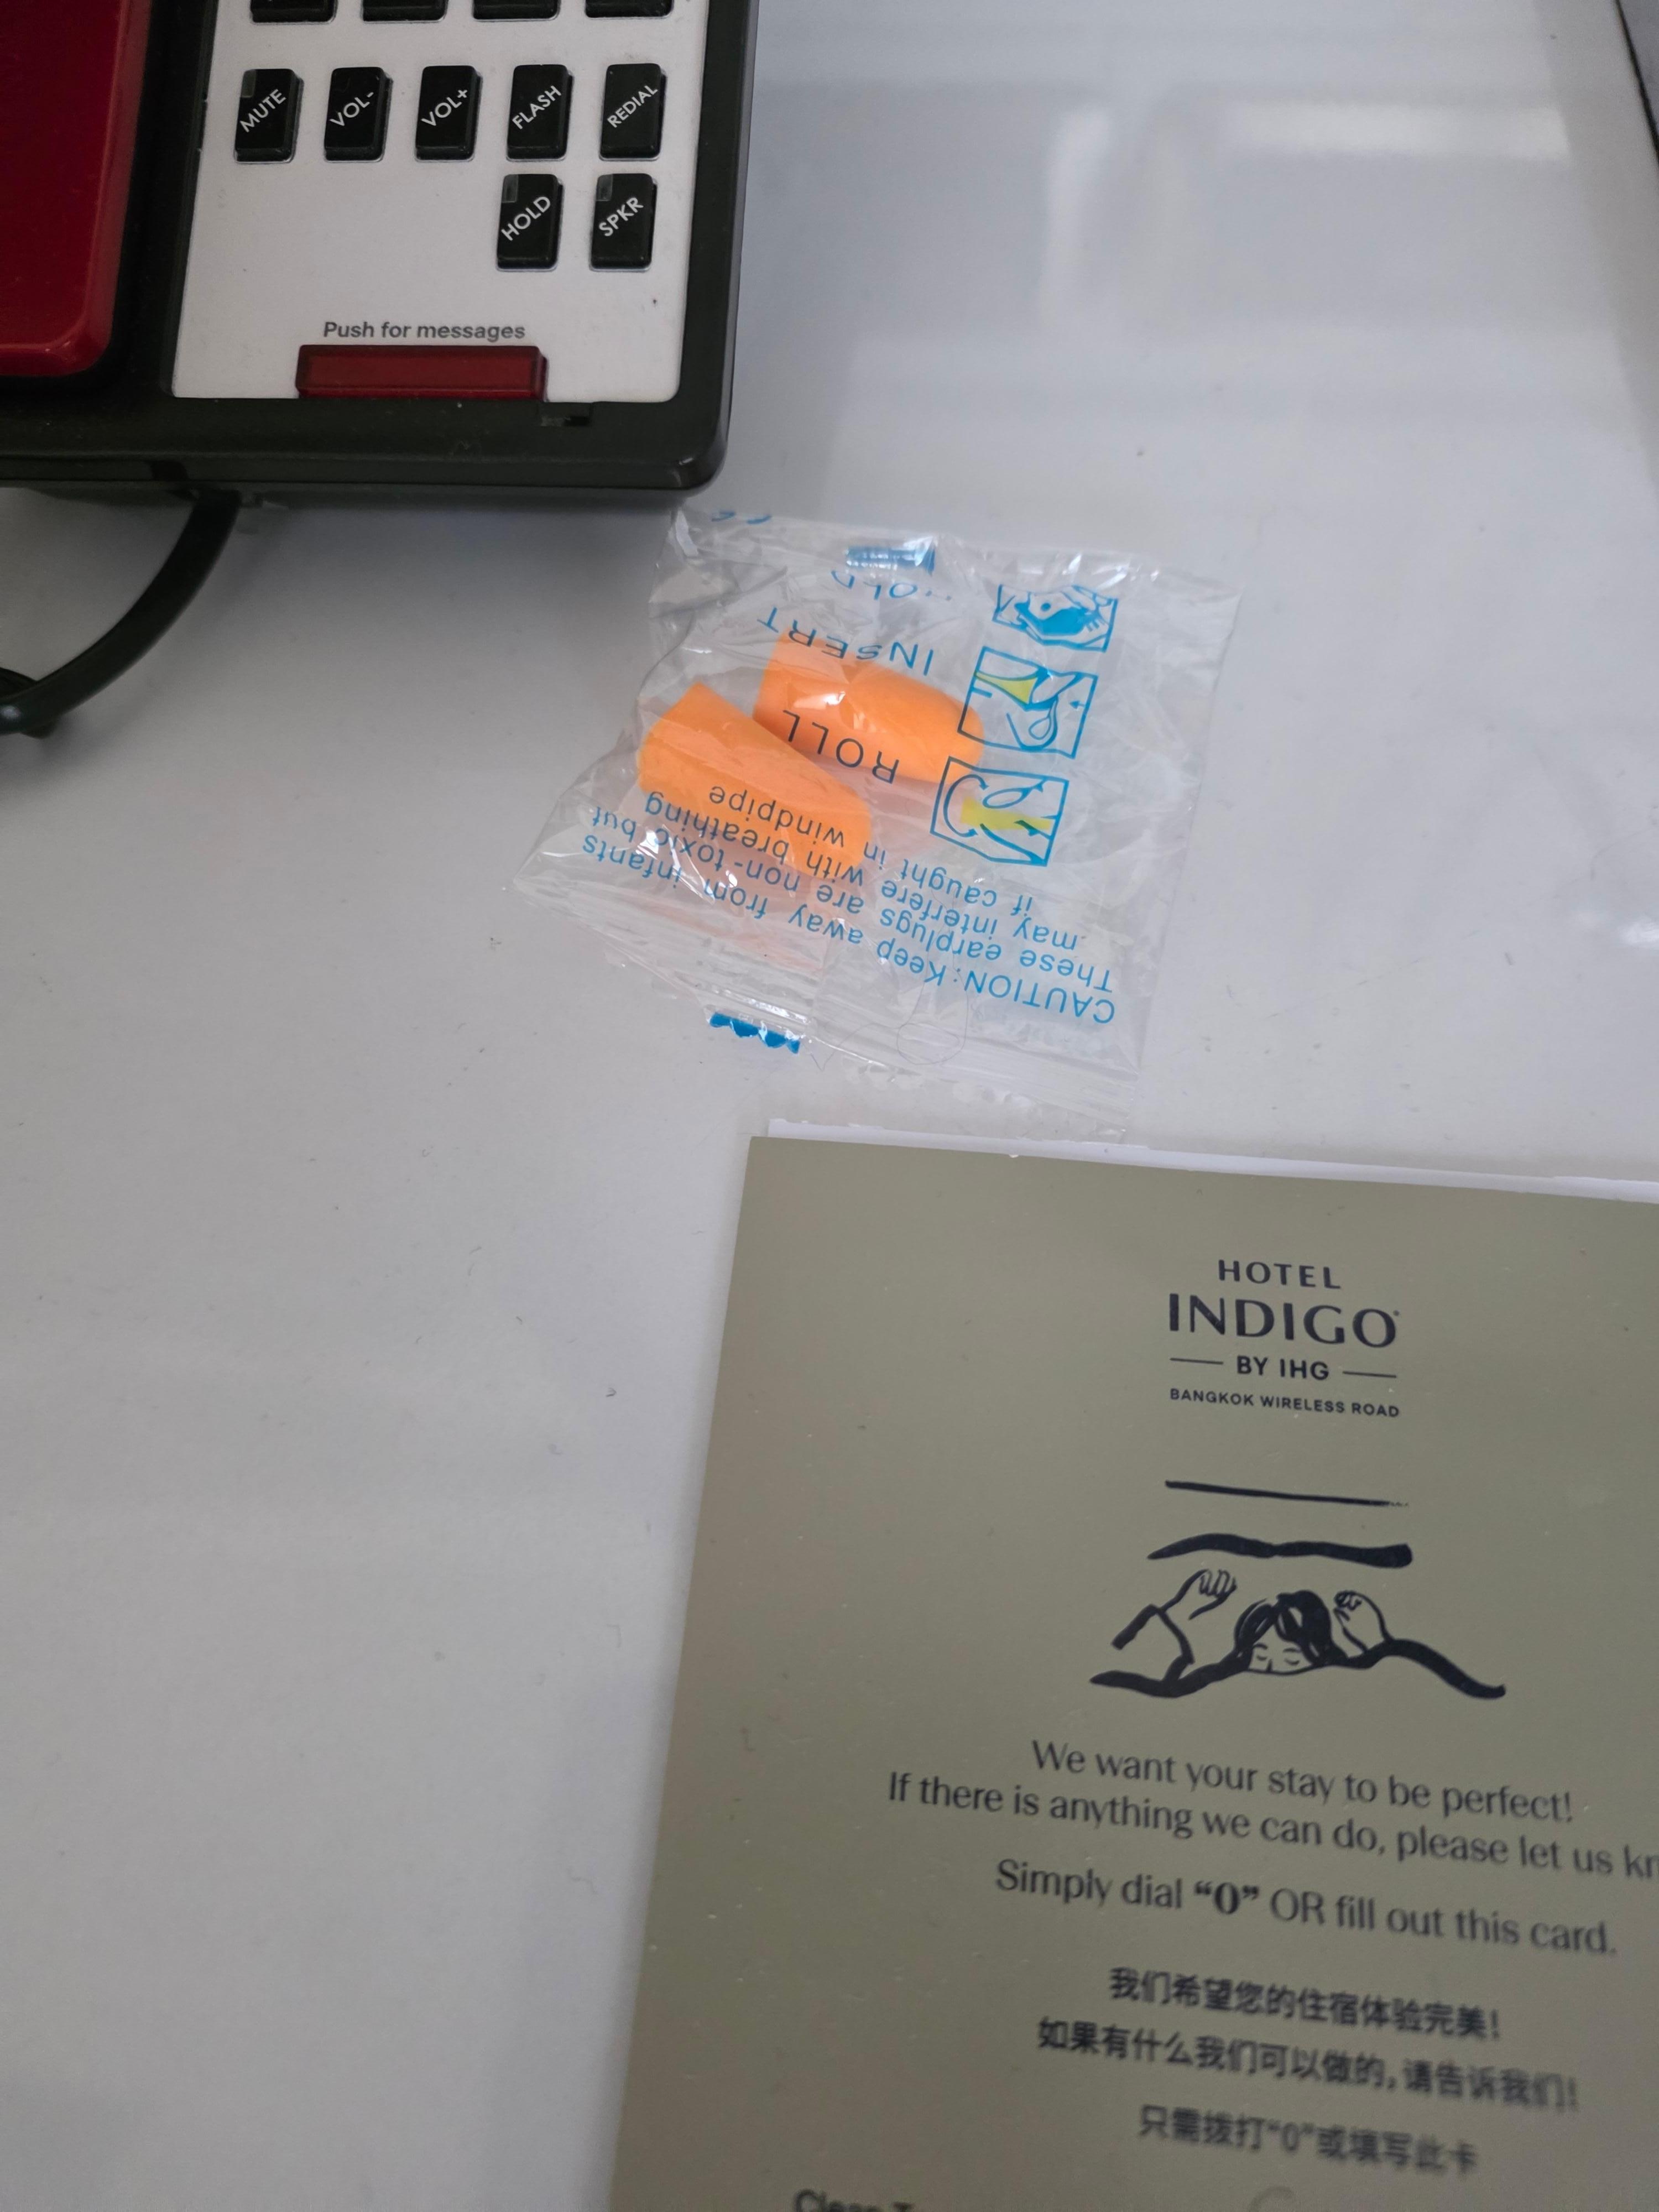 MUTE
VOL-
VOL+
FLASH
REDIAL
HOLD
SPKR
Push for messages
CAUTION: Keep away from infants
These earplugs are non-toxic but
may interfere with breathing
if caught in windpipe
ROLL
INSERT
HOTEL
INDIGO
BY IHG
BANGKOK WIRELESS ROAD
We want your stay to be perfect!
If there is anything we can do, please let us
Simply dial “0” OR fill out this card.
我们希望您的住宿体验完美！
如果有什么我们可以做的，请告诉我们！
只需拨打“0”或填写此卡